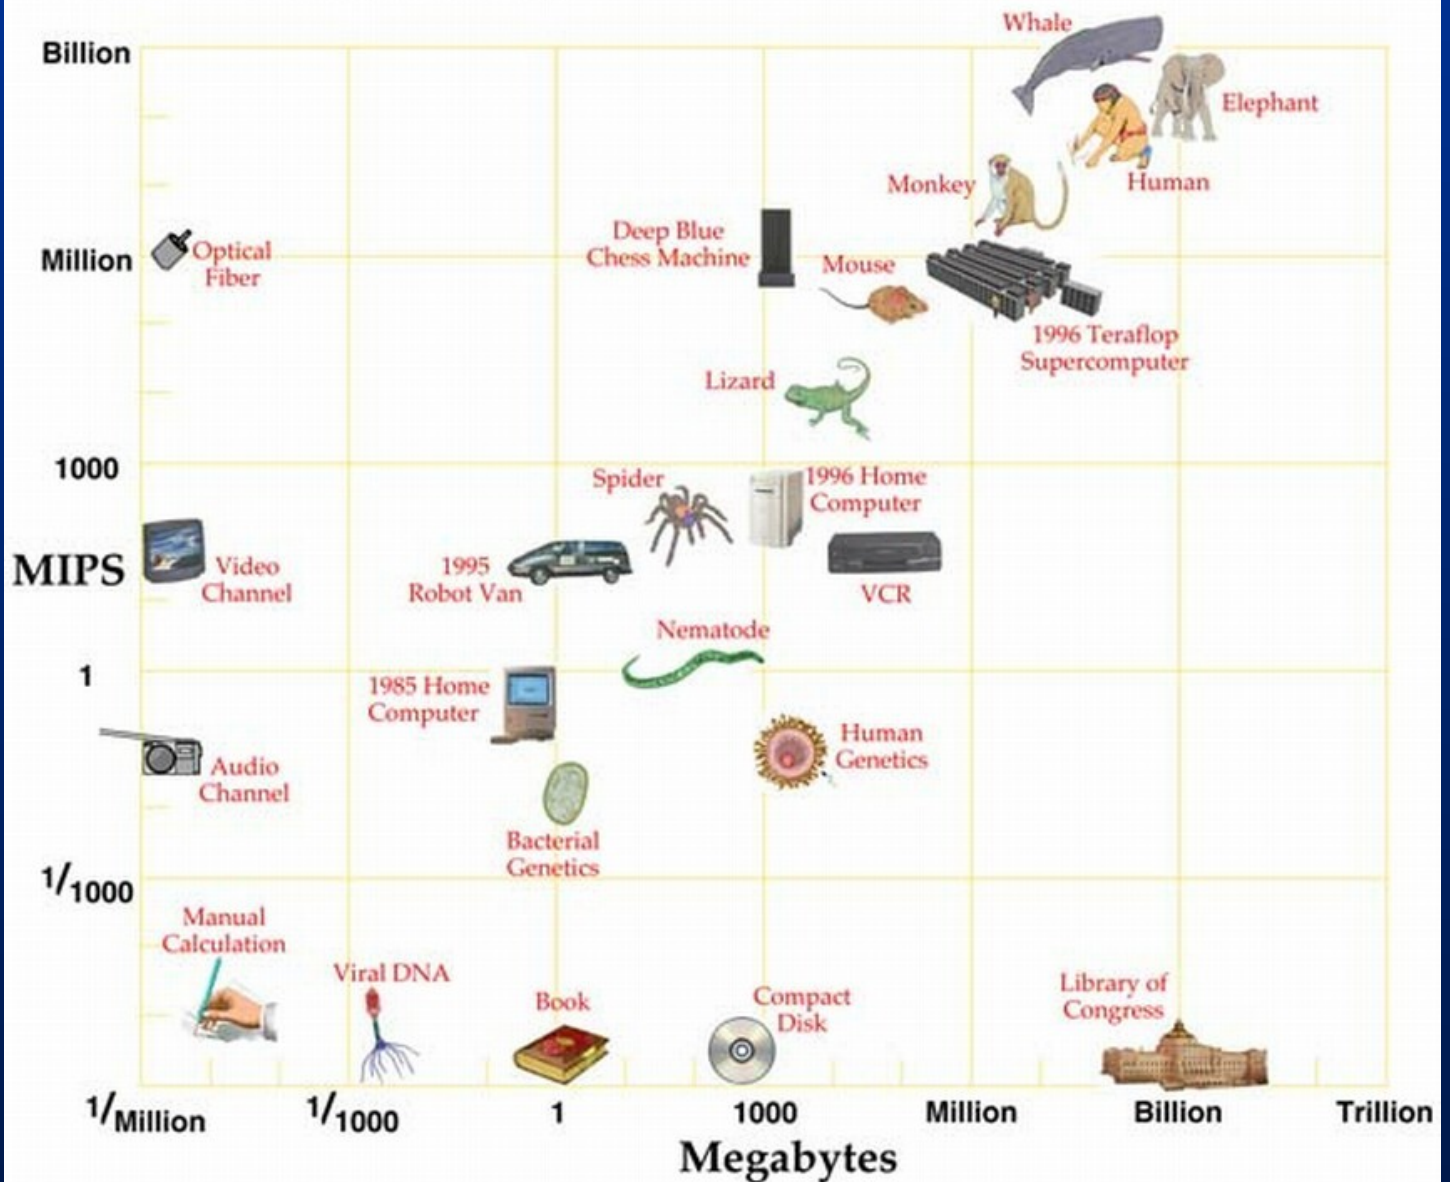 Whale
Billion
Elephant
Monkey
Human
Deep Blue
Chess Machine
Optical
Fiber
Million
Mouse
1996 Teraflop
Supercomputer
Lizard
1000
Spider
1996 Home
Computer
MIPS
Video
Channel
1995
Robot Van
VCR
Nematode
1
1985 Home
Computer
Human
Genetics
Audio
Channel
Bacterial
Genetics
1/1000
Manual
Calculation
Viral DNA
Book
Compact
Disk
Library of
Congress
1/Million
1/1000
1
1000
Million
Billion
Trillion
Megabytes